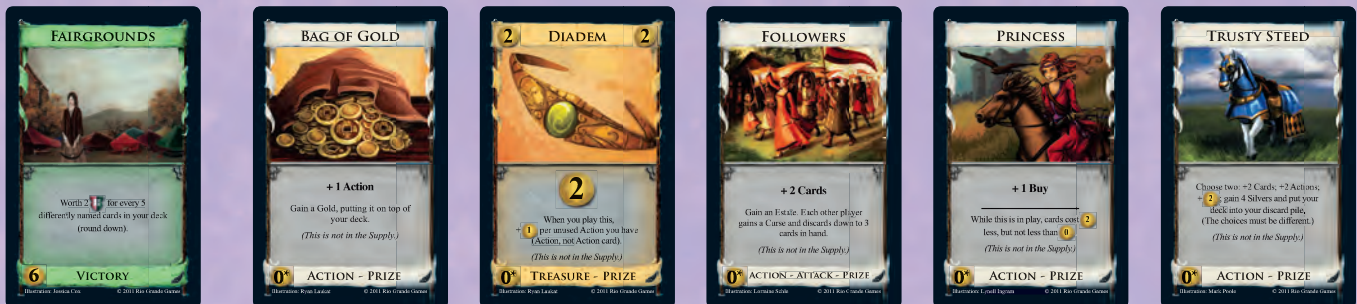 FAIRGROUNDS
Worth 2 for every 5
differently named cards in your deck
(round down).
6 VICTORY
Illustration: Jessica Cox © 2011 Rio Grande Games
BAG OF GOLD
+ 1 Action
Gain a Gold, putting it on top of
your deck.
(This is not in the Supply.)
0* ACTION - PRIZE
Illustration: Ryan Laukat © 2011 Rio Grande Games
2 DIADEM 2
2
When you play this,
+ 1 per unused Action you have
(Action, not Action card).
(This is not in the Supply.)
0* TREASURE - PRIZE
Illustration: Ryan Laukat © 2011 Rio Grande Games
FOLLOWERS
+ 2 Cards
Gain an Estate. Each other player
gains a Curse and discards down to 3
cards in hand.
(This is not in the Supply.)
0* ACTION - ATTACK - PRIZE
Illustration: Lorraine Schleter © 2011 Rio Grande Games
PRINCESS
+ 1 Buy
While this is in play, cards cost 2
less, but not less than 0
(This is not in the Supply.)
0* ACTION - PRIZE
Illustration: Lynell Ingram © 2011 Rio Grande Games
TRUSTY STEED
Choose two: +2 Cards; +2 Actions;
+ 2; gain 4 Silvers and put your
deck into your discard pile,
(The choices must be different.)
(This is not in the Supply.)
0* ACTION - PRIZE
Illustration: Mark Poole © 2011 Rio Grande Games